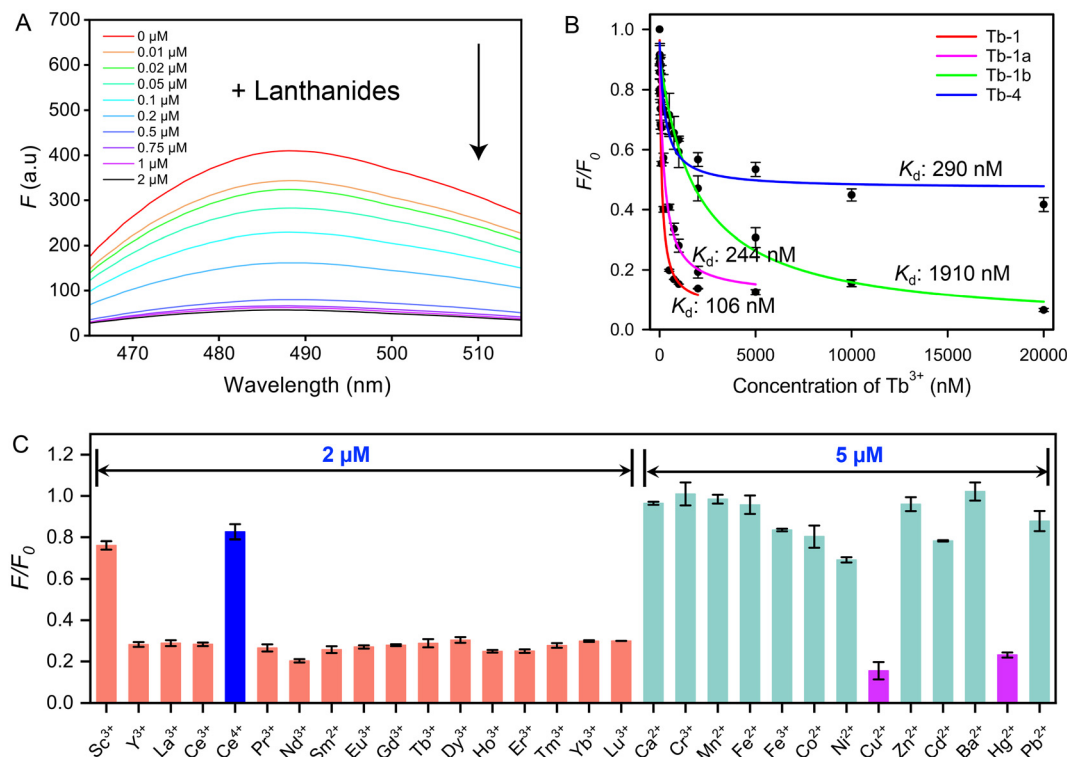 A
700
600
500
400
300
200
100
0
F (a.u)
0 µM
0.01 µM
0.02 µM
0.05 µM
0.1 µM
0.2 µM
0.5 µM
0.75 µM
1 µM
2 µM
+ Lanthanides
470 480 490 500 510
Wavelength (nm)
B
1.0
0.8
0.6
0.4
0.2
0.0
F/F0
Tb-1
Tb-1a
Tb-1b
Tb-4
Kd: 290 nM
Kd: 244 nM
Kd: 1910 nM
Kd: 106 nM
0 5000 10000 15000 20000
Concentration of Tb³⁺ (nM)
C
1.2
1.0
0.8
0.6
0.4
0.2
0.0
F/F0
2 µM
5 µM
Sc³⁺ Y³⁺ La³⁺ Ce³⁺ Ce⁴⁺ Pr³⁺ Nd³⁺ Sm²⁺ Eu³⁺ Gd³⁺ Tb³⁺ Dy³⁺ Ho³⁺ Er³⁺ Tm³⁺ Yb³⁺ Lu³⁺ Ca²⁺ Cr³⁺ Mn²⁺ Fe²⁺ Fe³⁺ Co²⁺ Ni²⁺ Cu²⁺ Zn²⁺ Cd²⁺ Ba²⁺ Hg²⁺ Pb²⁺